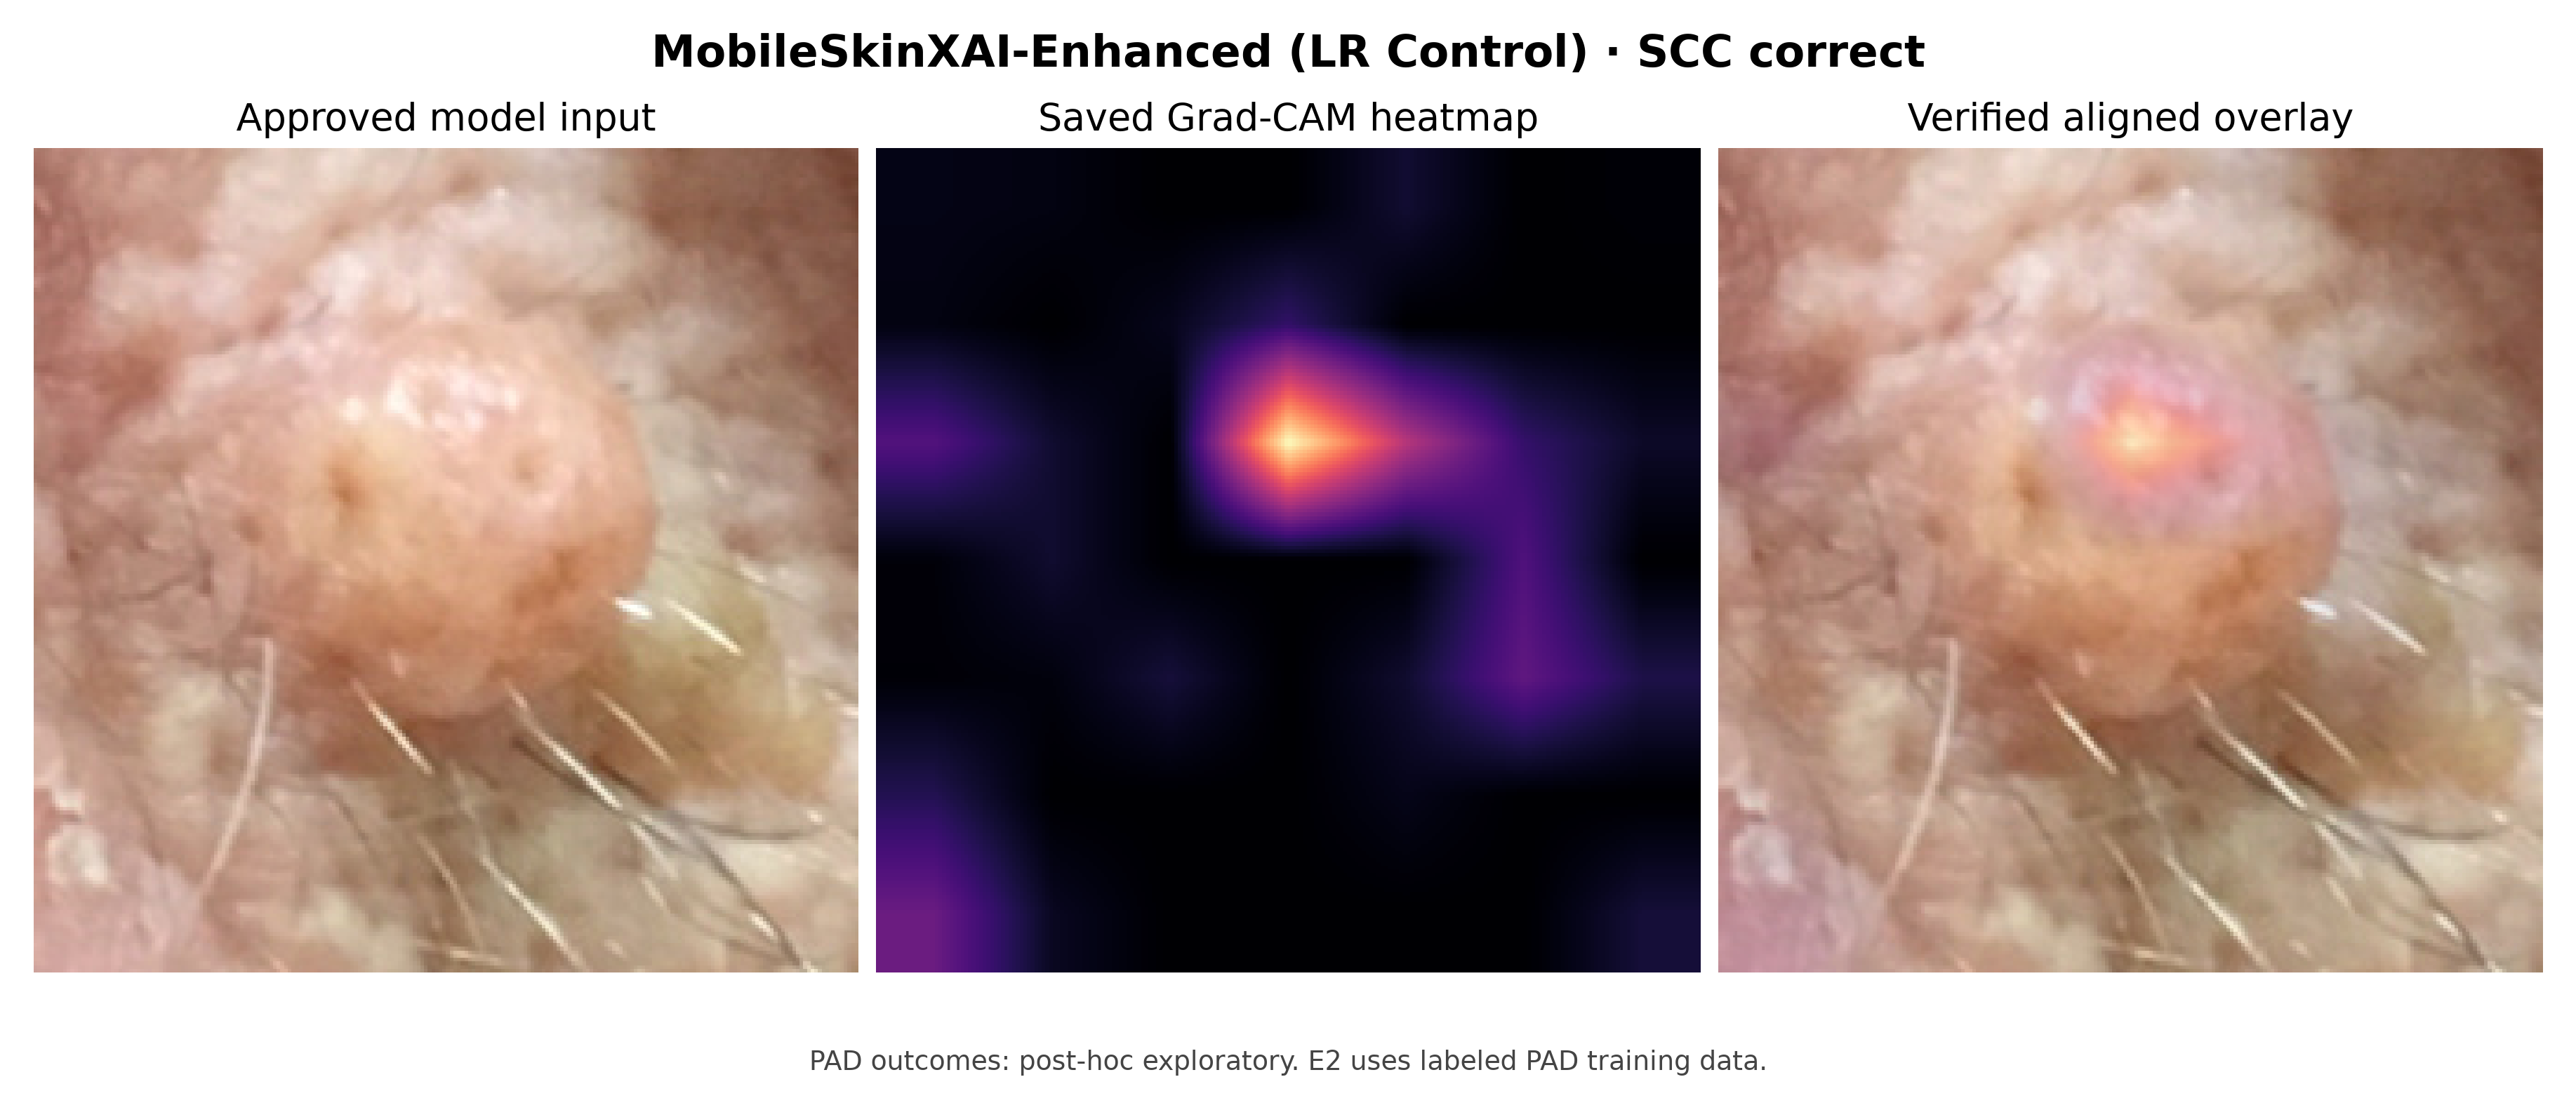 MobileSkinXAI-Enhanced (LR Control) · SCC correct
Approved model input
Saved Grad-CAM heatmap
Verified aligned overlay
PAD outcomes: post-hoc exploratory. E2 uses labeled PAD training data.